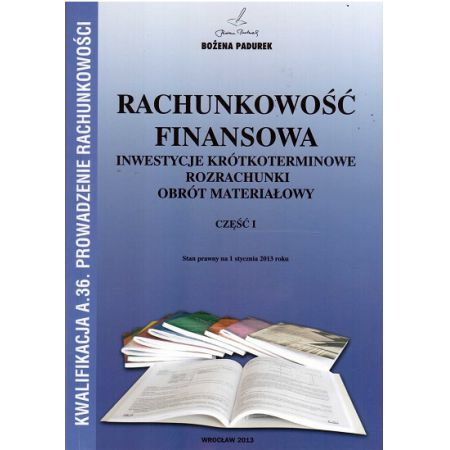 BOŻENA PADUREK
RACHUNKOWOŚĆ
FINANSOWA
INWESTYCJE KRÓTKOTERMINOWE
ROZRACHUNKI
OBRÓT MATERIAŁOWY
CZĘŚĆ I
Stan prawny na 1 stycznia 2013 roku
WROCŁAW 2013
KWALIFIKACJA A.36. PROWADZENIE RACHUNKOWOŚCI